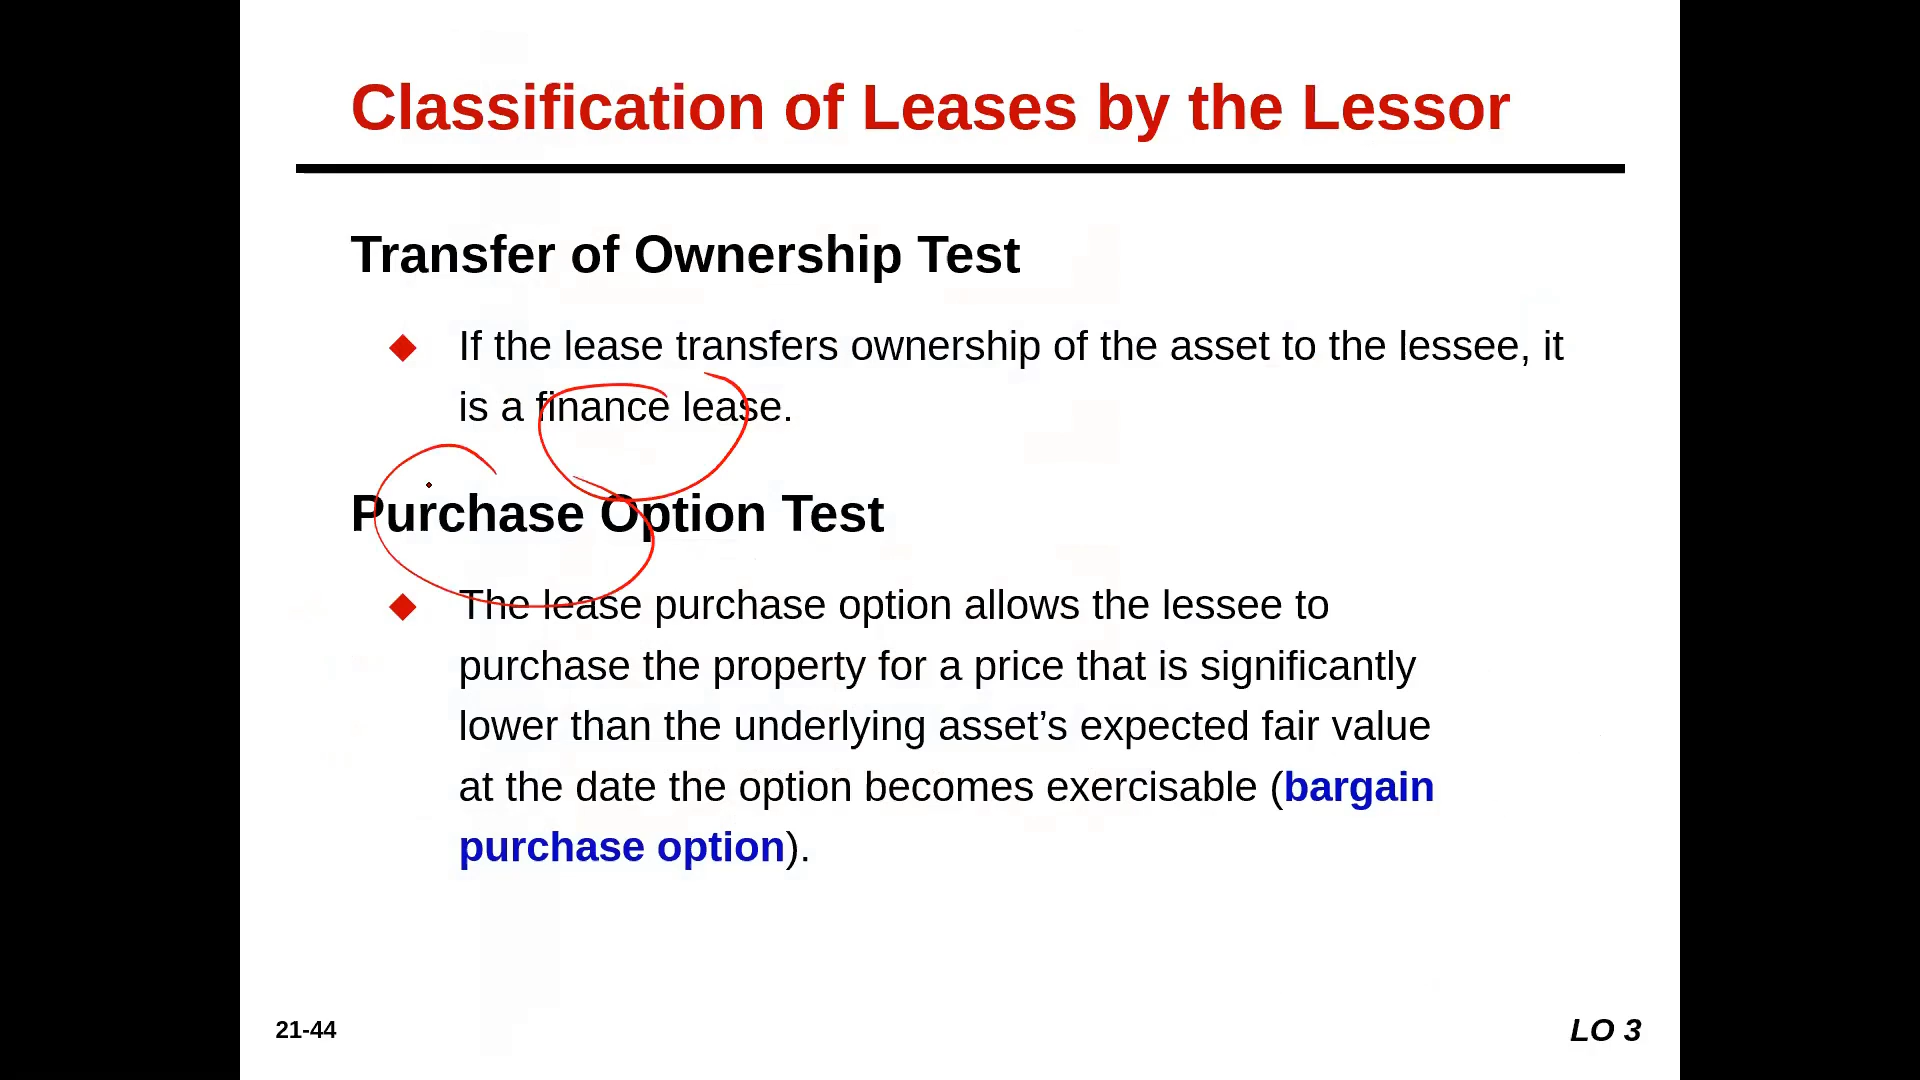 Classification of Leases by the Lessor
Transfer of Ownership Test
If the lease transfers ownership of the asset to the lessee, it
is a finance lease.
Purchase Option Test
The lease purchase option allows the lessee to
purchase the property for a price that is significantly
lower than the underlying asset’s expected fair value
at the date the option becomes exercisable (bargain
purchase option).
21-44
LO 3